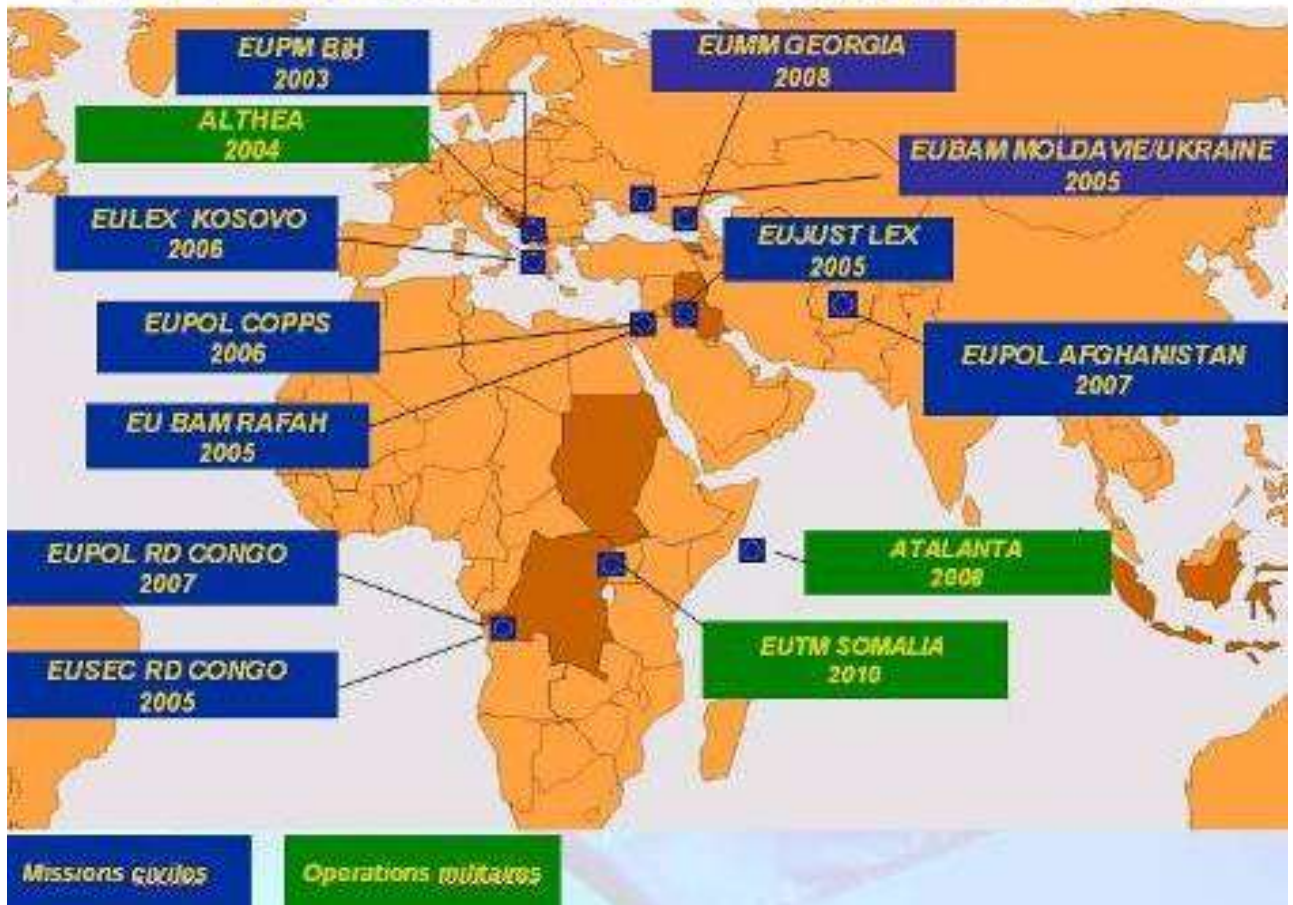 EUPM BiH
2003
EUMM GEORGIA
2008
ALTHEA
2004
EUBAM MOLDAVIE/UKRAINE
2005
EULEX KOSOVO
2006
EUJUST LEX
2005
EUPOL COPPS
2006
EUPOL AFGHANISTAN
2007
EU BAM RAFAH
2005
EUPOL RD CONGO
2007
ATALANTA
2008
EUSEC RD CONGO
2005
EUTM SOMALIA
2010
Missions civiles
Operations militaires